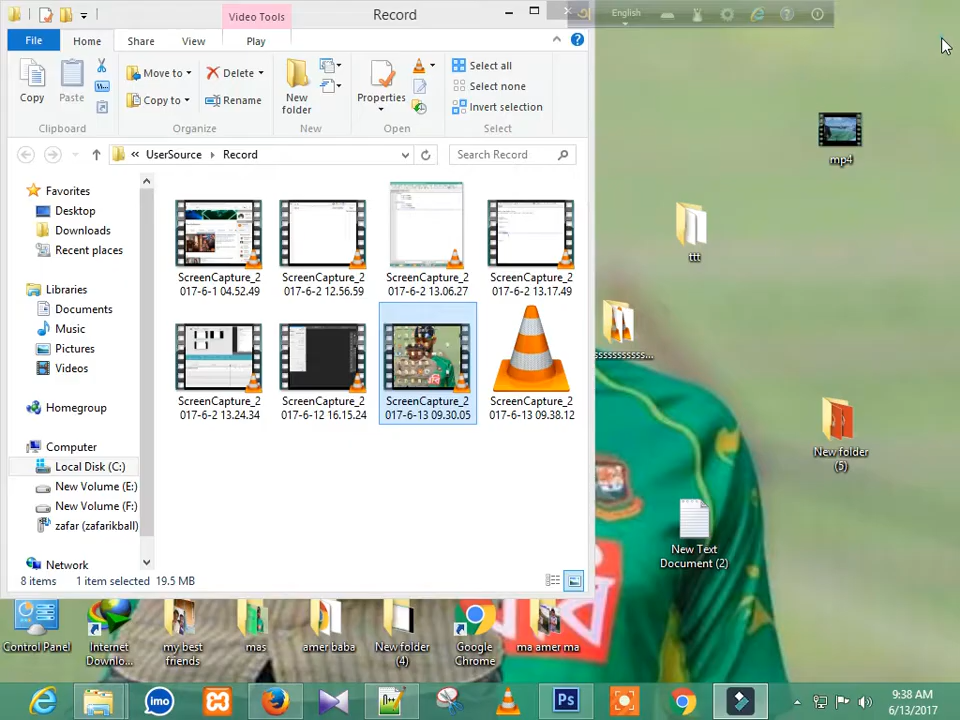 Video Tools
Record
English
File
Home
Share
View
Play
Copy
Paste
Move to
Copy to
Delete
Rename
New
folder
Properties
Select all
Select none
Invert selection
Clipboard
Organize
New
Open
Select
« UserSource Record
Search Record
Favorites
Desktop
Downloads
Recent places
Libraries
Documents
Music
Pictures
Videos
Homegroup
Computer
Local Disk (C:)
New Volume (E:)
New Volume (F:)
zafar (zafarikball)
Network
ScreenCapture_2
017-6-1 04.52.49
ScreenCapture_2
017-6-2 12.56.59
ScreenCapture_2
017-6-2 13.06.27
ScreenCapture_2
017-6-2 13.17.49
ScreenCapture_2
017-6-2 13.24.34
ScreenCapture_2
017-6-12 16.15.24
ScreenCapture_2
017-6-13 09.30.05
ScreenCapture_2
017-6-13 09.38.12
8 items
1 item selected 19.5 MB
mp4
ttt
New folder
(5)
New Text
Document (2)
Control Panel
Internet
Downlo...
my best
friends
mas
amer baba
New folder
(4)
Google
Chrome
ma amer ma
imo
Ps
9:38 AM
6/13/2017